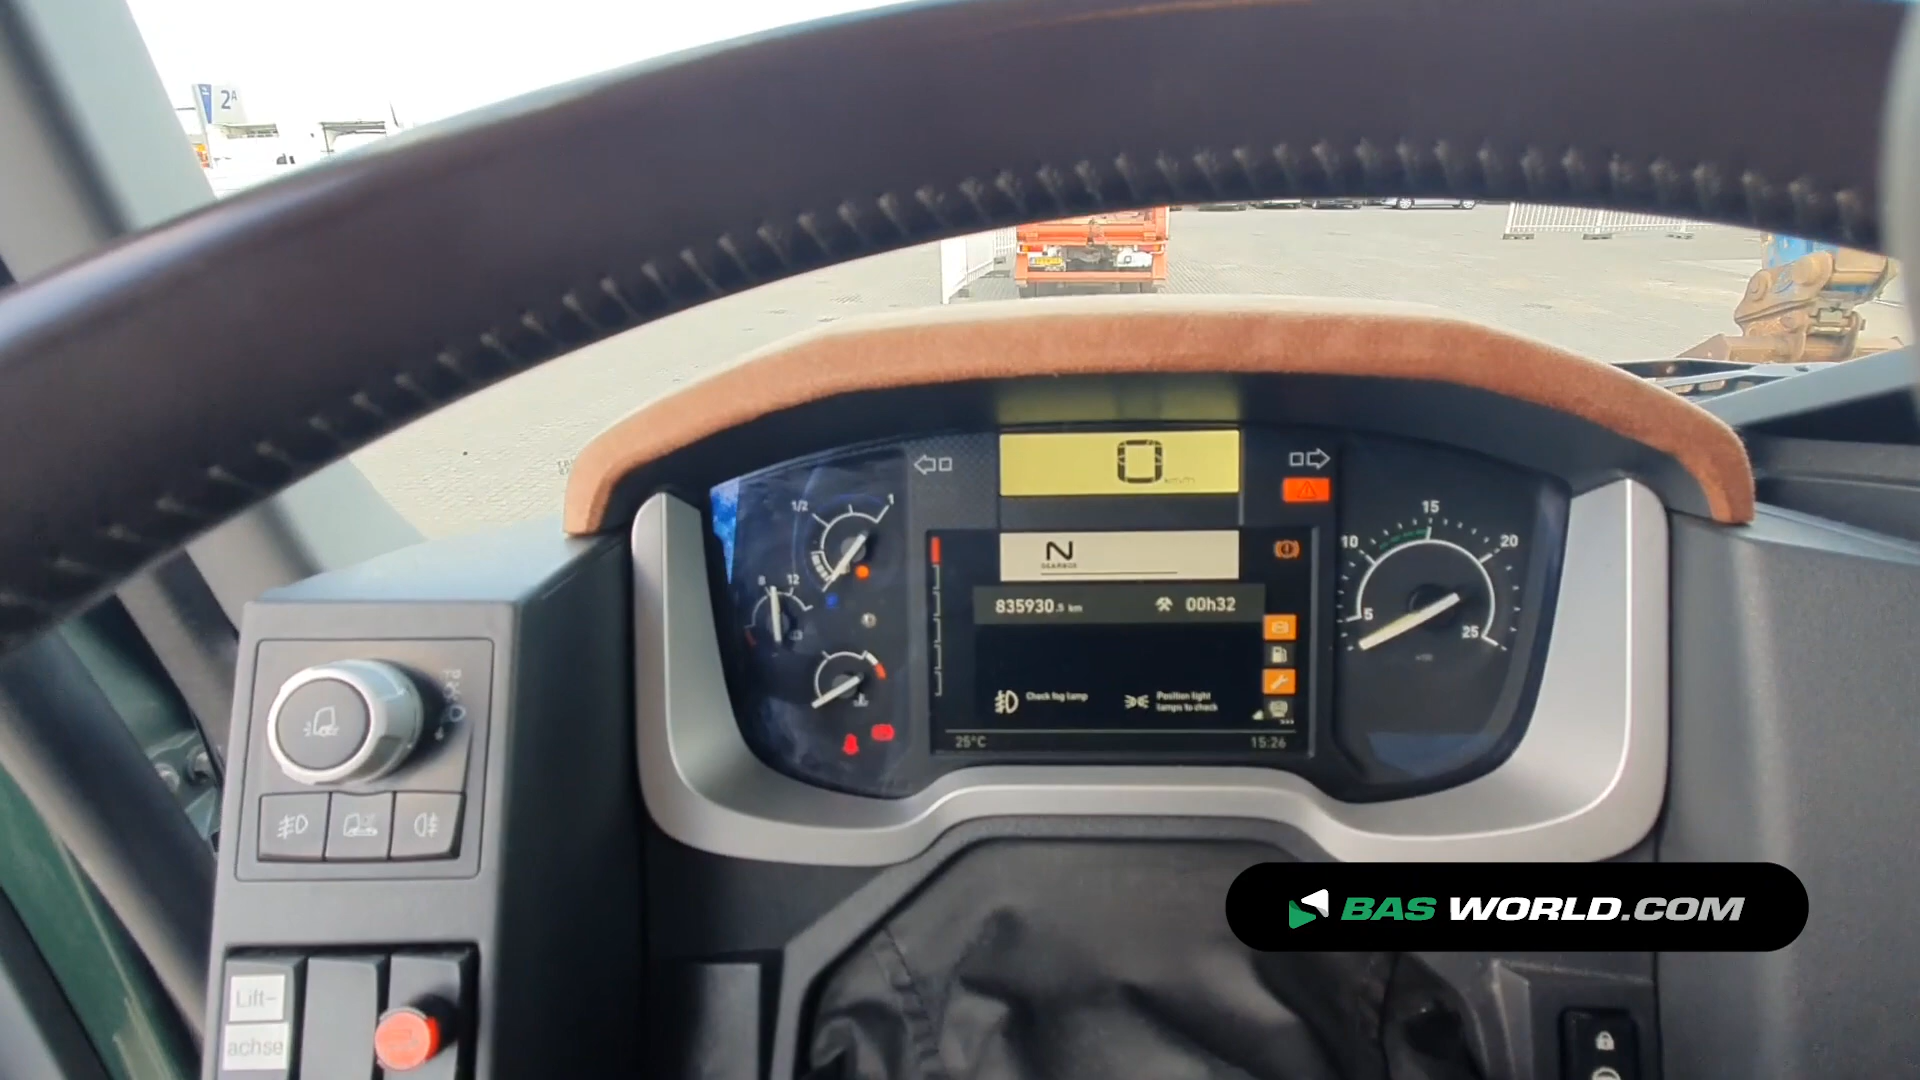 2A
1/2
1
0 km/h
15
10
20
5
25
8
12
N
GEARBOX
835930.5 km
00h32
Check fog lamp
Position light
lamps to check
25°C
15:26
BAS WORLD.COM
Lift-
achse